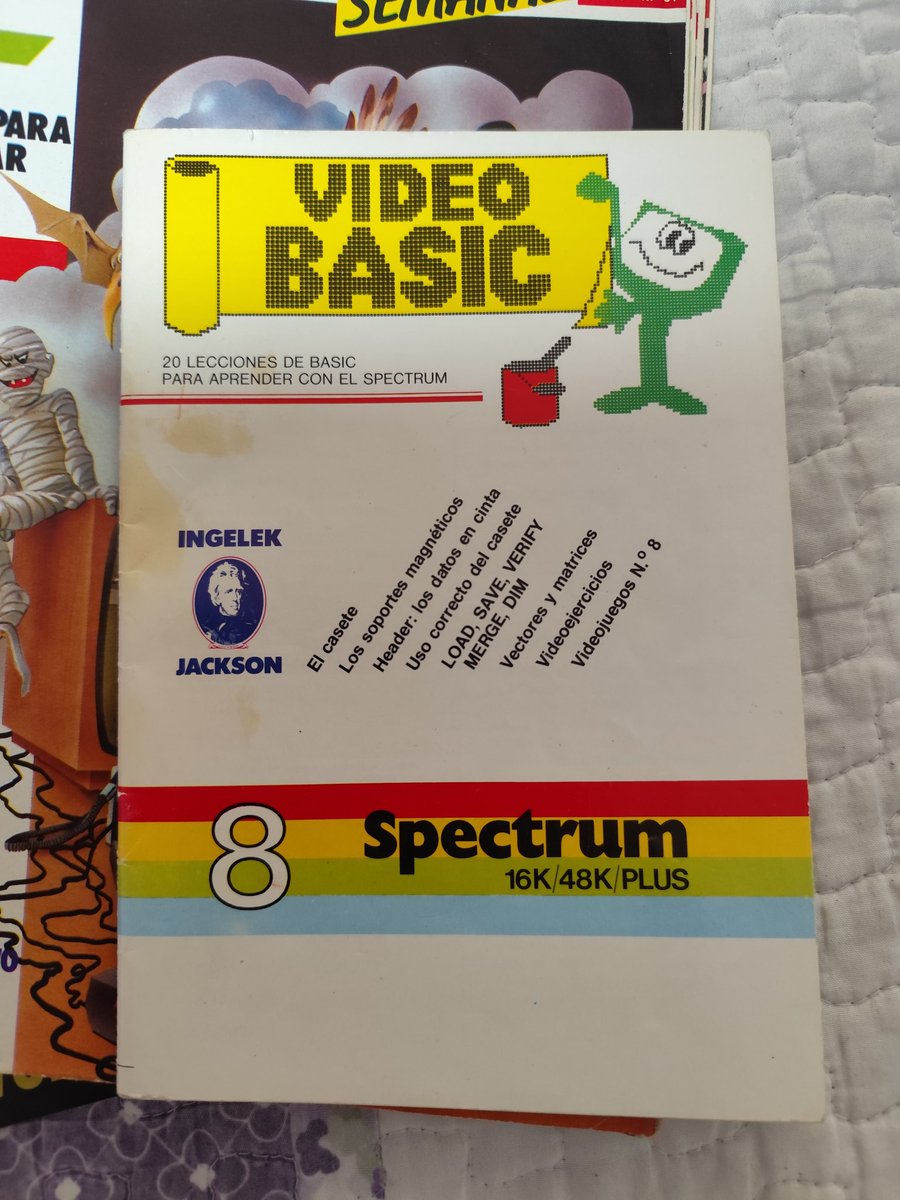 PARA
VIDEO
BASIC
20 LECCIONES DE BASIC
PARA APRENDER CON EL SPECTRUM
INGELEK
JACKSON
El casete
Los soportes magnéticos
Header: los datos en cinta
Uso correcto del casete
LOAD, SAVE, VERIFY
MERGE, DIM
Vectores y matrices
Videoejercicios
Videojuegos N.º 8
8
Spectrum
16K/48K/PLUS